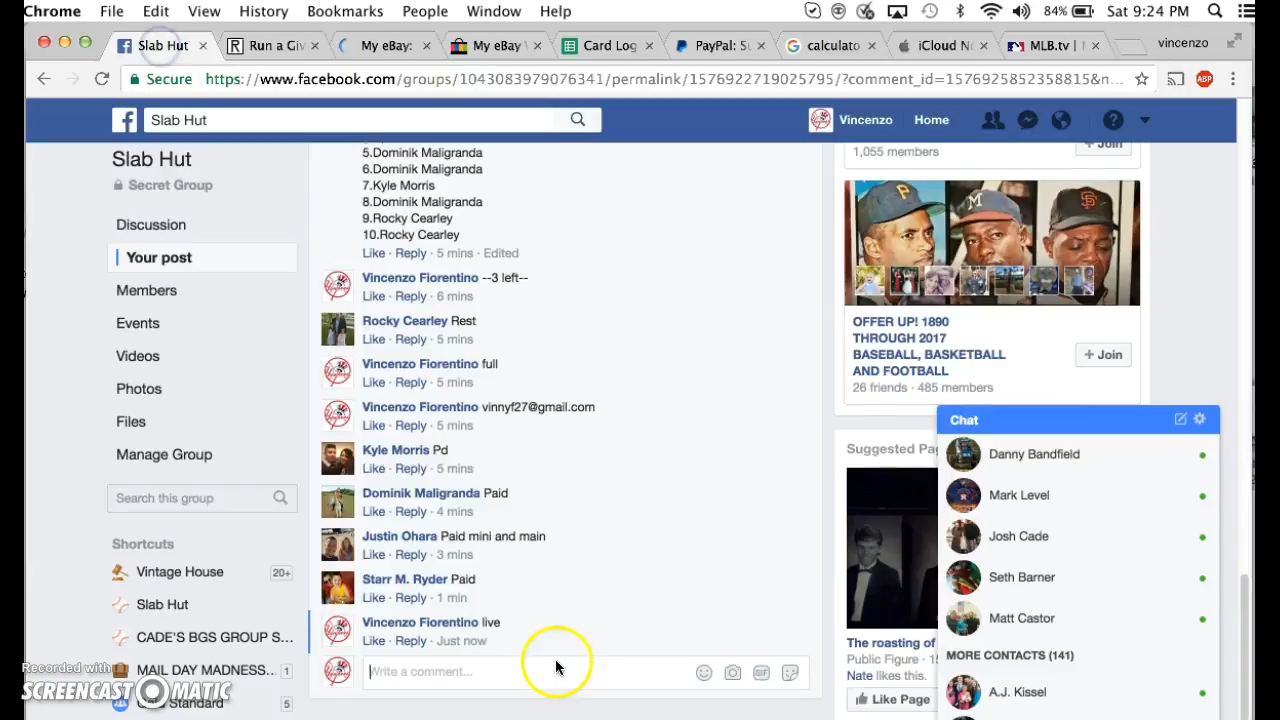 Chrome File Edit View History Bookmarks People Window Help 84% Sat 9:24 PM
Slab Hut Run a Giv My eBay: My eBay Card Log PayPal: Su calculato iCloud No MLB.tv | M vincenzo
Secure https://www.facebook.com/groups/1043083979076341/permalink/1576922719025795/?comment_id=1576925852358815&n... ABP
f Slab Hut Vincenzo Home
Slab Hut
Secret Group
Discussion
Your post
Members
Events
Videos
Photos
Files
Manage Group
Search this group
Shortcuts
Vintage House 20+
Slab Hut
CADE'S BGS GROUP S...
MAIL DAY MADNESS... 1
Standard 5
Recorded with
SCREENCAST MATIC
5.Dominik Maligranda
6.Dominik Maligranda
7.Kyle Morris
8.Dominik Maligranda
9.Rocky Cearley
10.Rocky Cearley
Like · Reply · 5 mins · Edited
Vincenzo Fiorentino --3 left--
Like · Reply · 6 mins
Rocky Cearley Rest
Like · Reply · 5 mins
Vincenzo Fiorentino full
Like · Reply · 5 mins
Vincenzo Fiorentino vinnyf27@gmail.com
Like · Reply · 5 mins
Kyle Morris Pd
Like · Reply · 5 mins
Dominik Maligranda Paid
Like · Reply · 4 mins
Justin Ohara Paid mini and main
Like · Reply · 3 mins
Starr M. Ryder Paid
Like · Reply · 1 min
Vincenzo Fiorentino live
Like · Reply · Just now
Write a comment...
GIF
1,055 members
+ Join
OFFER UP! 1890
THROUGH 2017
BASEBALL, BASKETBALL
AND FOOTBALL
26 friends · 485 members
+ Join
Suggested Pag
The roasting of
Public Figure · 15
Nate likes this.
Like Page
Chat
Danny Bandfield
Mark Level
Josh Cade
Seth Barner
Matt Castor
MORE CONTACTS (141)
A.J. Kissel